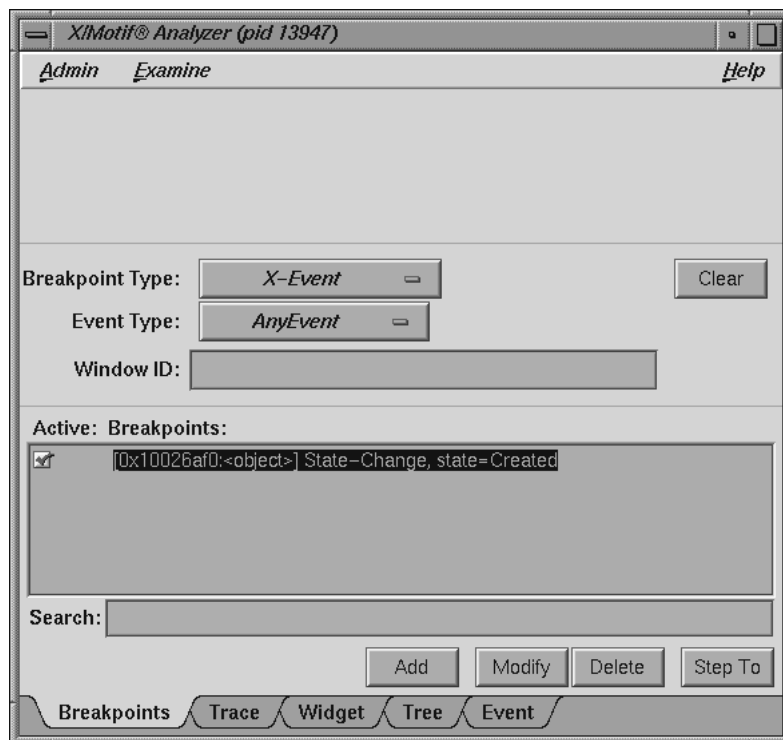 X/Motif® Analyzer (pid 13947)
Admin Examine Help
Breakpoint Type: X-Event Clear
Event Type: AnyEvent
Window ID:
Active: Breakpoints:
[0x10026af0:<object>] State-Change, state=Created
Search:
Add Modify Delete Step To
Breakpoints Trace Widget Tree Event